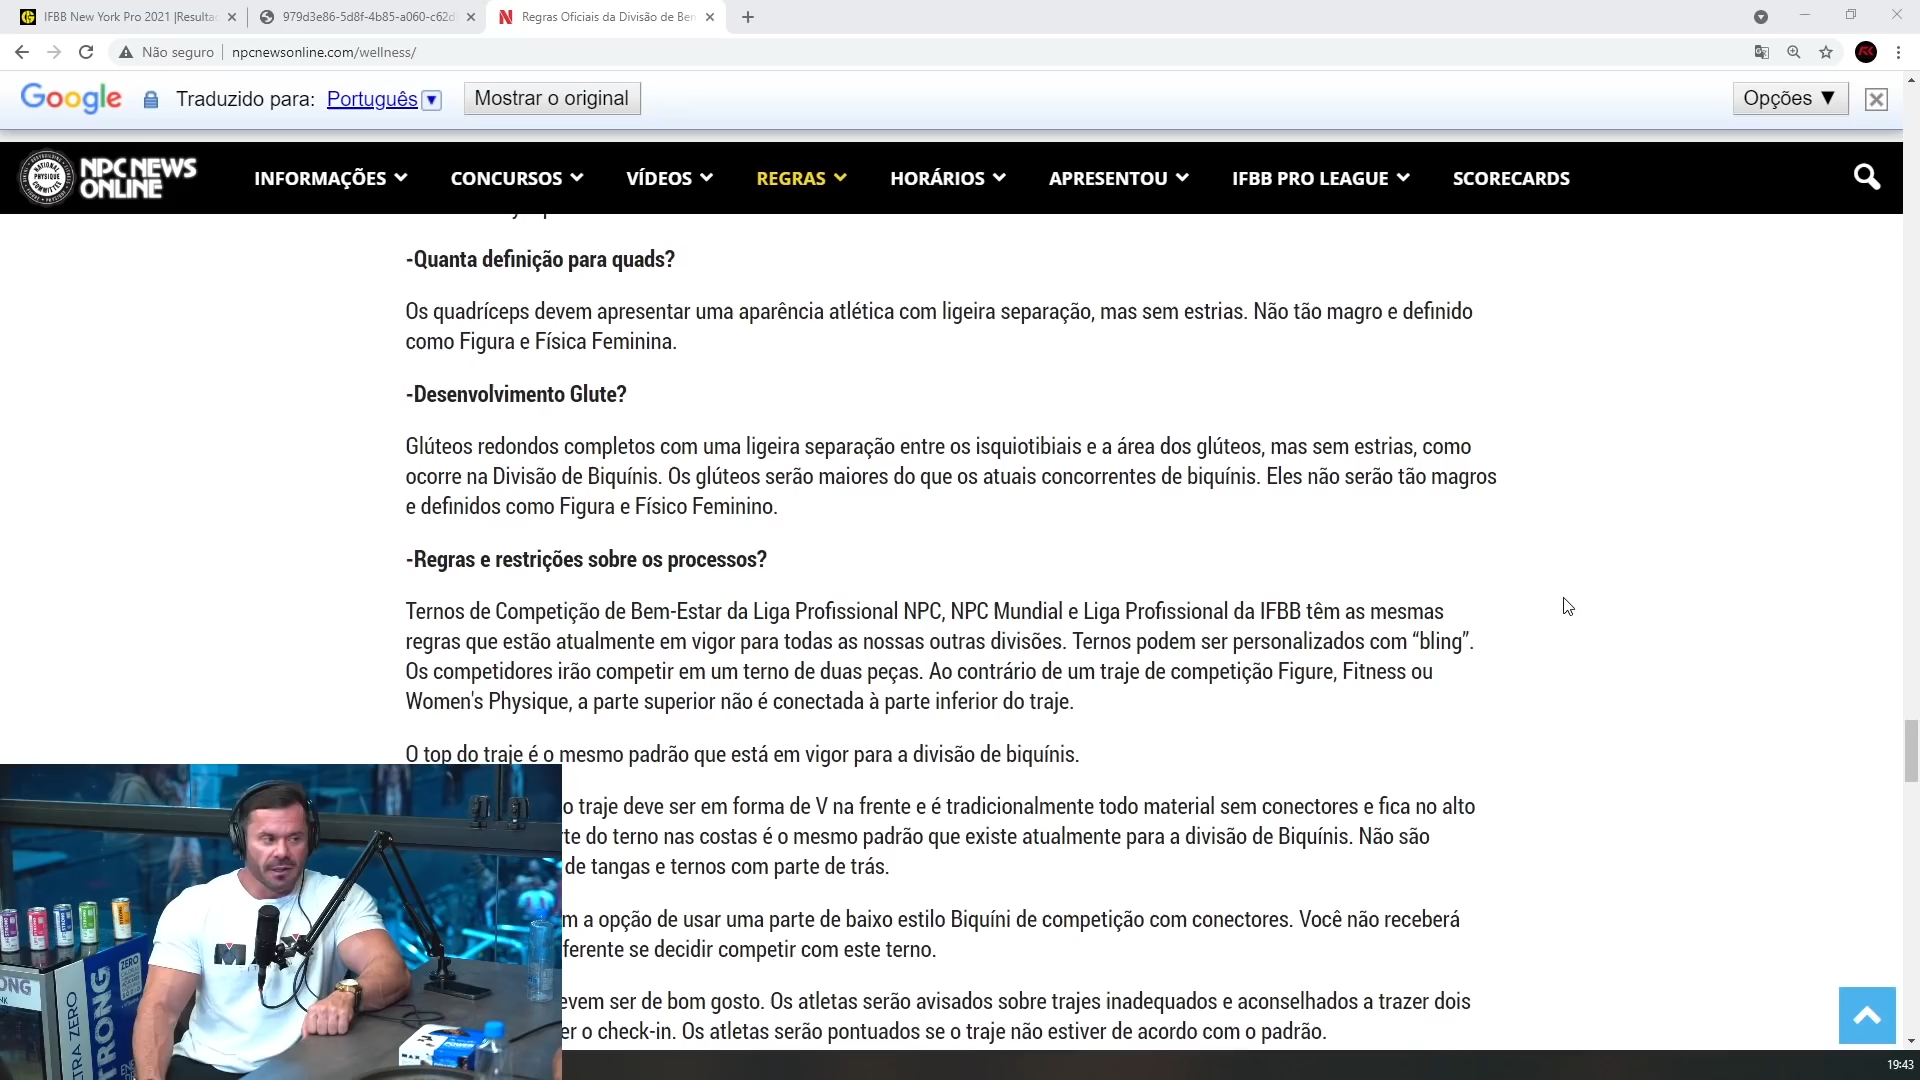 IFBB New York Pro 2021 |Resultad
979d3e86-5d8f-4b85-a060-c62d
Regras Oficiais da Divisão de Ben
Não seguro
npcnewsonline.com/wellness/
Google
Traduzido para:
Português
Mostrar o original
Opções ▼
NATIONAL PHYSIQUE COMMITTEE
NPC NEWS
ONLINE
INFORMAÇÕES
CONCURSOS
VÍDEOS
REGRAS
HORÁRIOS
APRESENTOU
IFBB PRO LEAGUE
SCORECARDS
-Quanta definição para quads?
Os quadríceps devem apresentar uma aparência atlética com ligeira separação, mas sem estrias. Não tão magro e definido
como Figura e Física Feminina.
-Desenvolvimento Glute?
Glúteos redondos completos com uma ligeira separação entre os isquiotibiais e a área dos glúteos, mas sem estrias, como
ocorre na Divisão de Biquínis. Os glúteos serão maiores do que os atuais concorrentes de biquínis. Eles não serão tão magros
e definidos como Figura e Físico Feminino.
-Regras e restrições sobre os processos?
Ternos de Competição de Bem-Estar da Liga Profissional NPC, NPC Mundial e Liga Profissional da IFBB têm as mesmas
regras que estão atualmente em vigor para todas as nossas outras divisões. Ternos podem ser personalizados com “bling”.
Os competidores irão competir em um terno de duas peças. Ao contrário de um traje de competição Figure, Fitness ou
Women's Physique, a parte superior não é conectada à parte inferior do traje.
O top do traje é o mesmo padrão que está em vigor para a divisão de biquínis.
o traje deve ser em forma de V na frente e é tradicionalmente todo material sem conectores e fica no alto
rte do terno nas costas é o mesmo padrão que existe atualmente para a divisão de Biquínis. Não são
de tangas e ternos com parte de trás.
m a opção de usar uma parte de baixo estilo Biquíni de competição com conectores. Você não receberá
ferente se decidir competir com este terno.
evem ser de bom gosto. Os atletas serão avisados sobre trajes inadequados e aconselhados a trazer dois
er o check-in. Os atletas serão pontuados se o traje não estiver de acordo com o padrão.
ONG
TRA ZERO
STRONG
ZERO
19:43